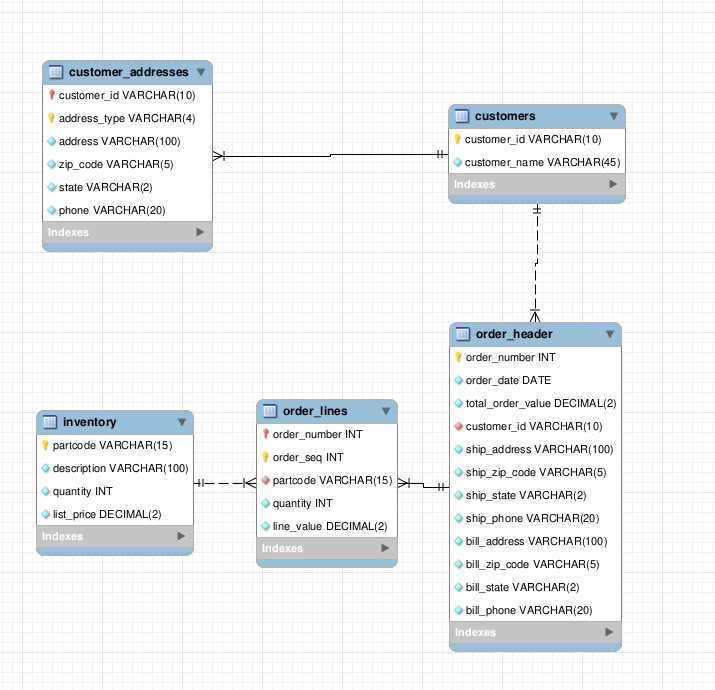 customer_addresses
customer_id VARCHAR(10)
address_type VARCHAR(4)
address VARCHAR(100)
zip_code VARCHAR(5)
state VARCHAR(2)
phone VARCHAR(20)
Indexes
customers
customer_id VARCHAR(10)
customer_name VARCHAR(45)
Indexes
order_header
order_number INT
order_date DATE
total_order_value DECIMAL(2)
customer_id VARCHAR(10)
ship_address VARCHAR(100)
ship_zip_code VARCHAR(5)
ship_state VARCHAR(2)
ship_phone VARCHAR(20)
bill_address VARCHAR(100)
bill_zip_code VARCHAR(5)
bill_state VARCHAR(2)
bill_phone VARCHAR(20)
Indexes
order_lines
order_number INT
order_seq INT
partcode VARCHAR(15)
quantity INT
line_value DECIMAL(2)
Indexes
inventory
partcode VARCHAR(15)
description VARCHAR(100)
quantity INT
list_price DECIMAL(2)
Indexes